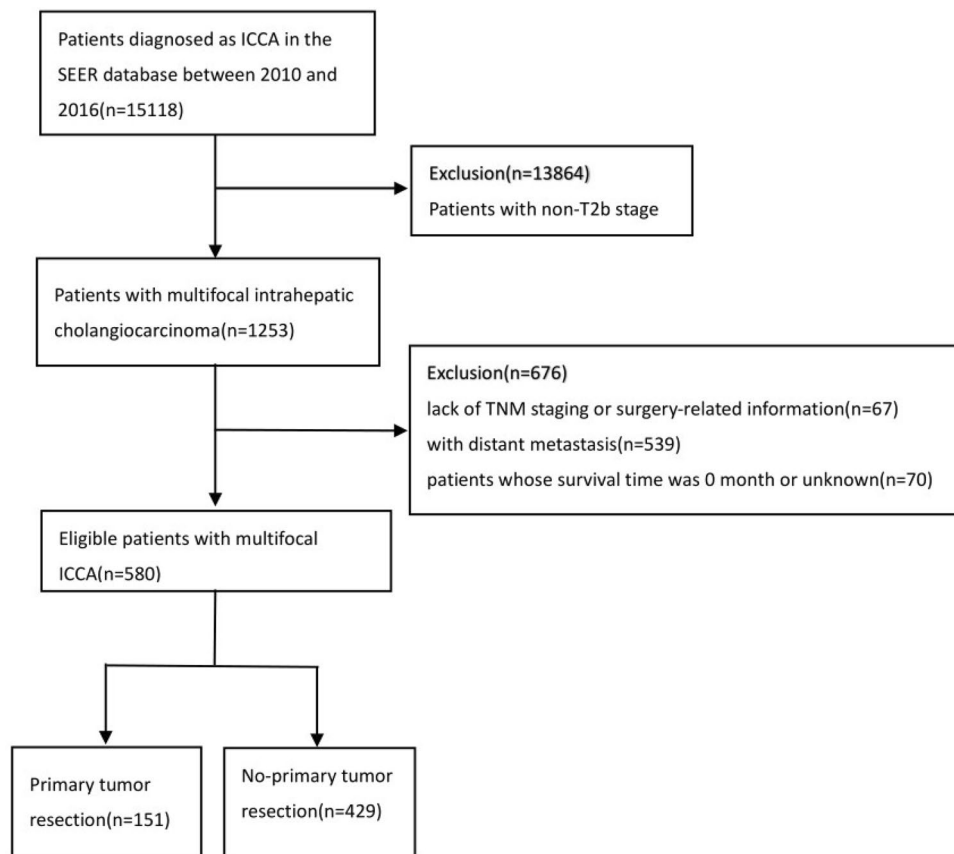 Patients diagnosed as ICCA in the
SEER database between 2010 and
2016(n=15118)
Exclusion(n=13864)
Patients with non-T2b stage
Patients with multifocal intrahepatic
cholangiocarcinoma(n=1253)
Exclusion(n=676)
lack of TNM staging or surgery-related information(n=67)
with distant metastasis(n=539)
patients whose survival time was 0 month or unknown(n=70)
Eligible patients with multifocal
ICCA(n=580)
Primary tumor
resection(n=151)
No-primary tumor
resection(n=429)